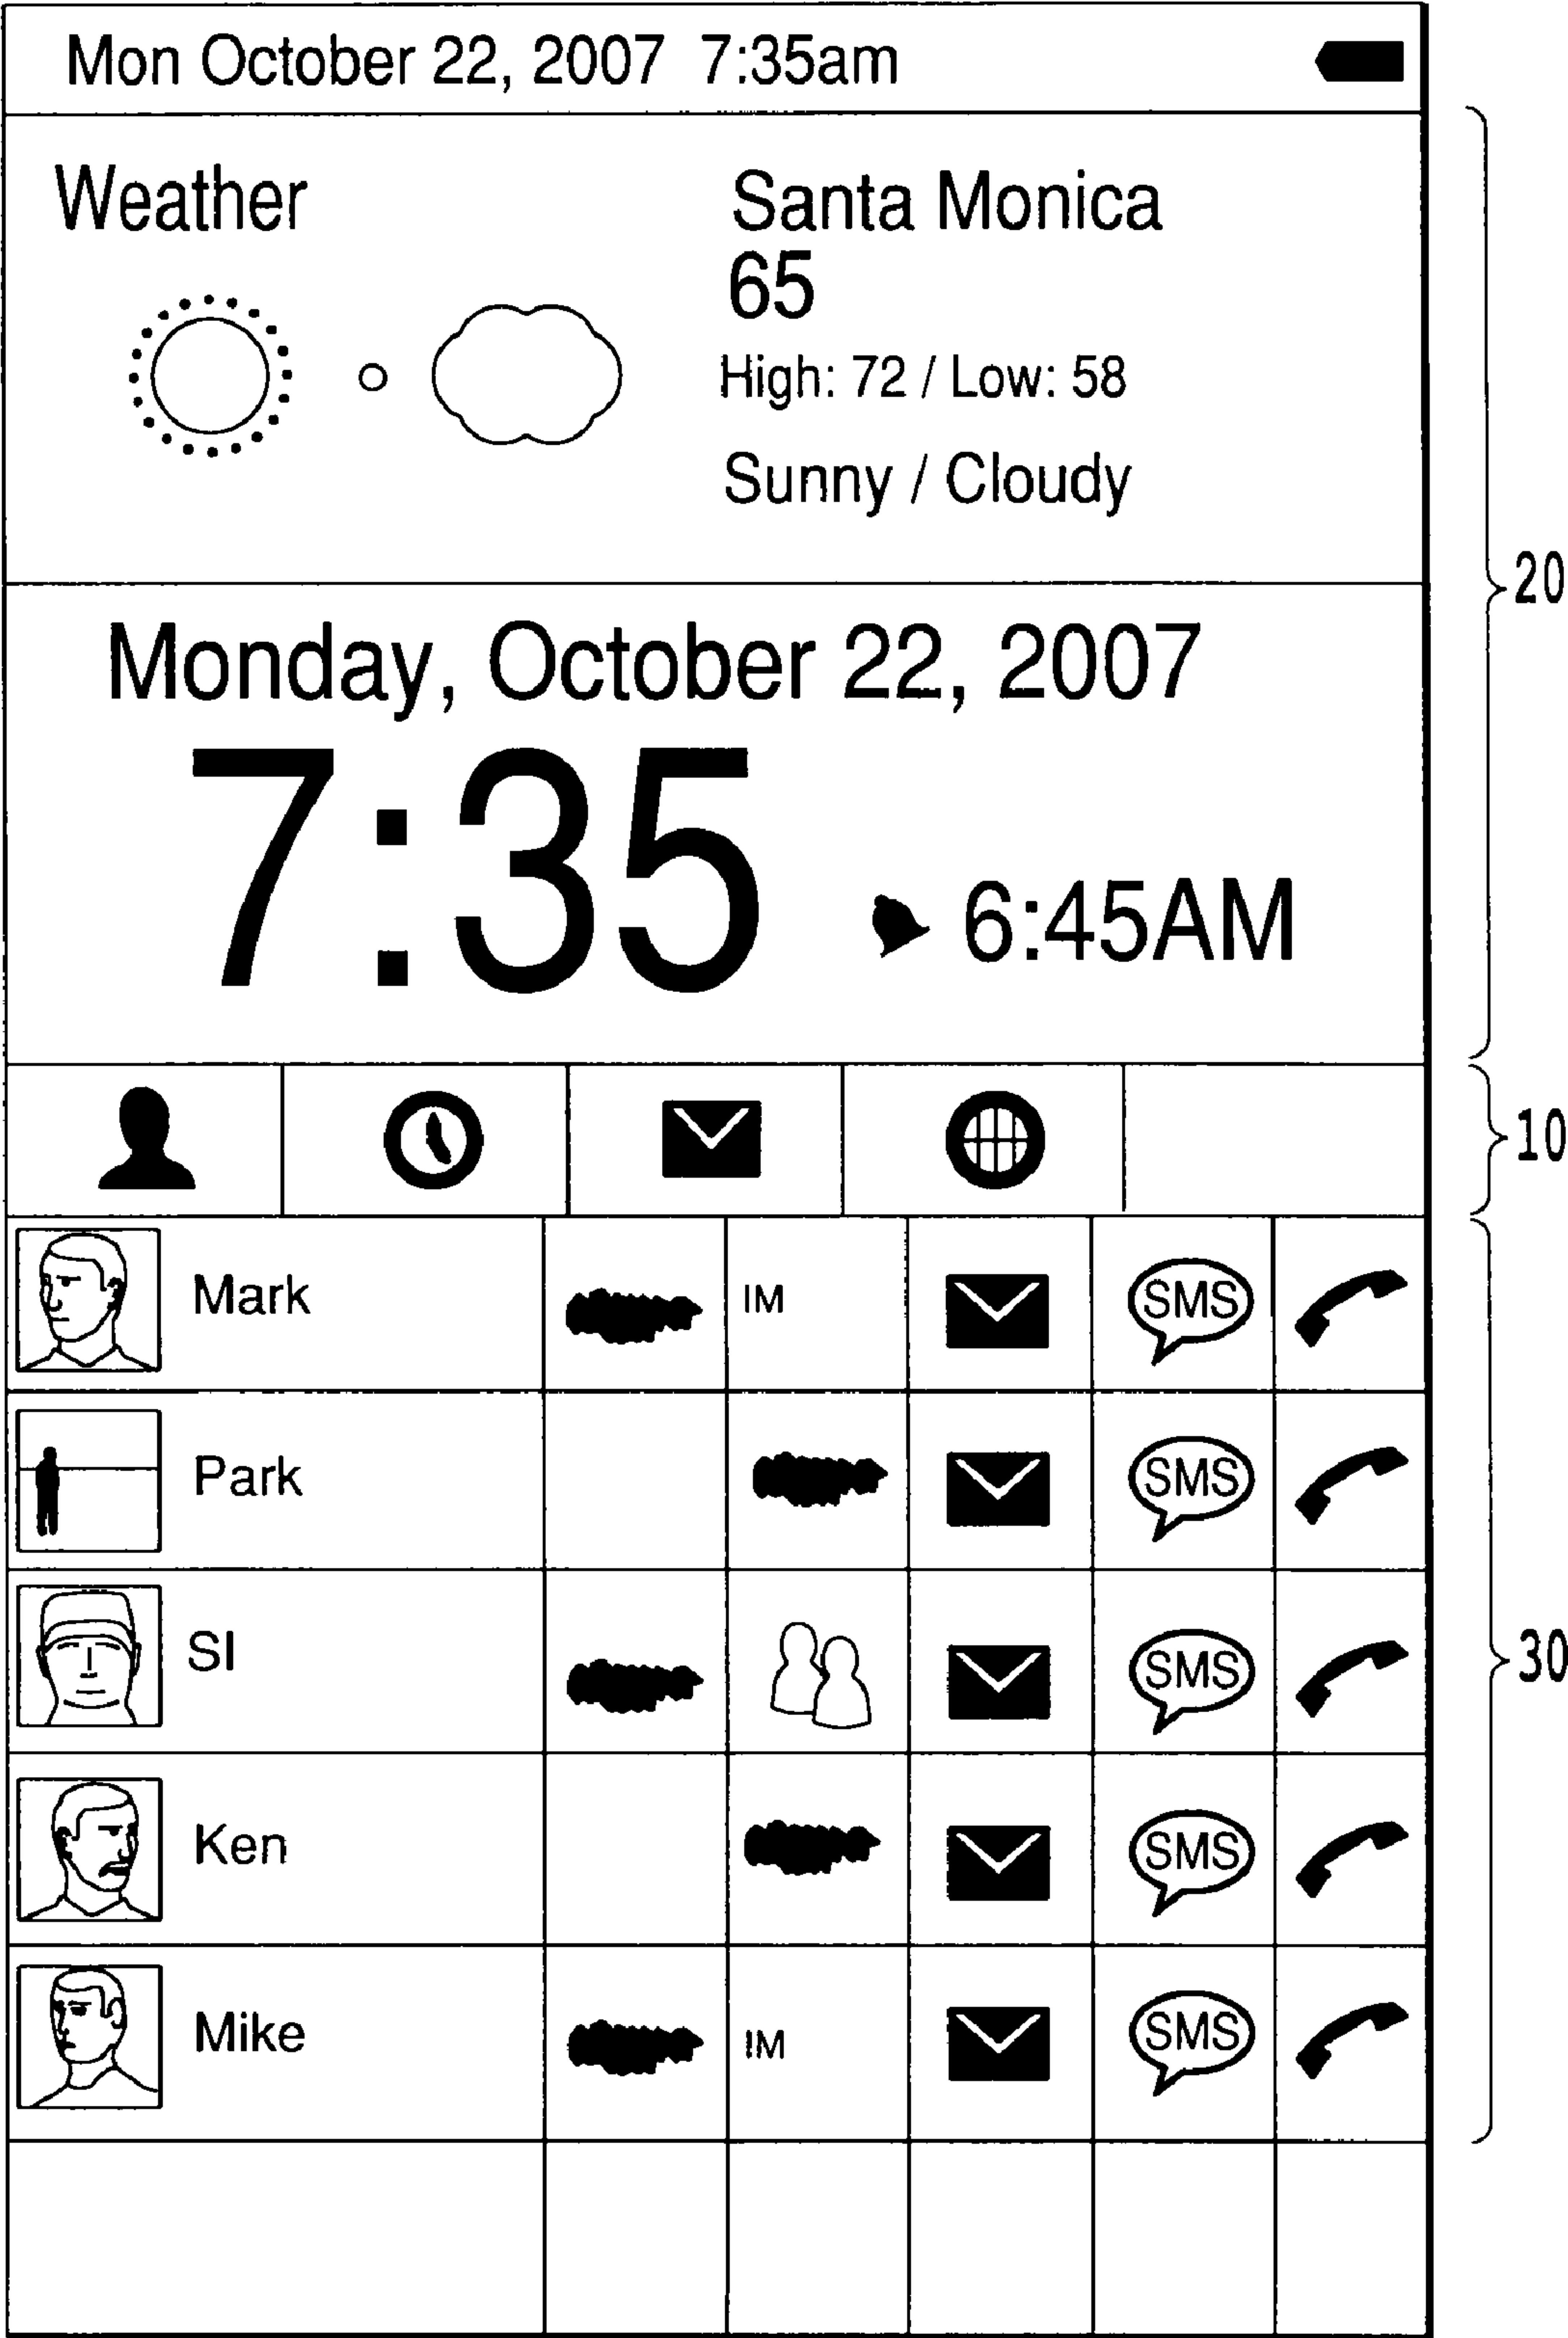 Mon October 22, 2007 7:35am
Weather
Santa Monica
65
High: 72 / Low: 58
Sunny / Cloudy
20
Monday, October 22, 2007
7:35
6:45AM
10
Mark IM SMS
Park SMS
SI SMS
30
Ken SMS
Mike IM SMS